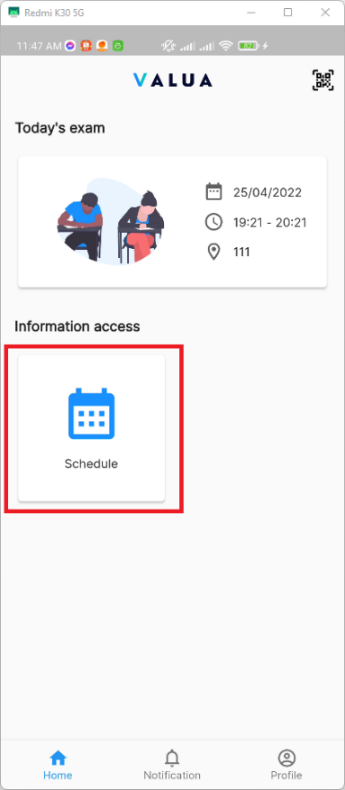 Redmi K30 5G
11:47 AM
VALUA
Today's exam
25/04/2022
19:21 - 20:21
111
Information access
Schedule
Home
Notification
Profile